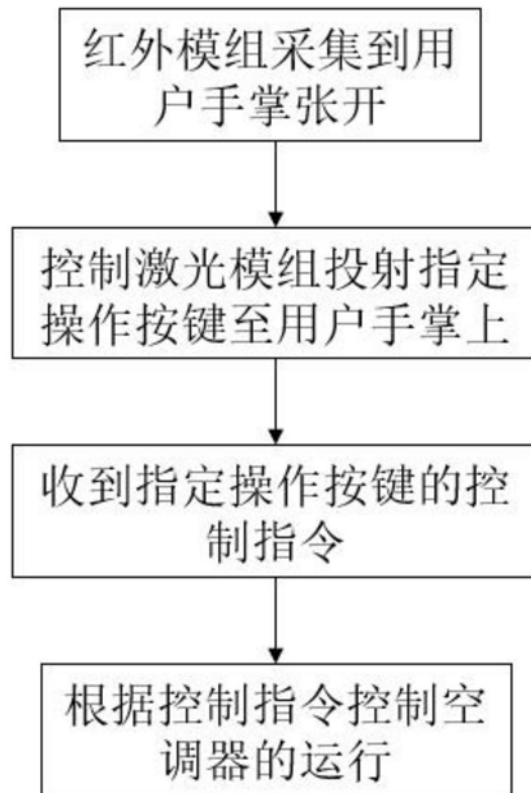 红外模组采集到用
户手掌张开
控制激光模组投射指定
操作按键至用户手掌上
收到指定操作按键的控
制指令
根据控制指令控制空
调器的运行